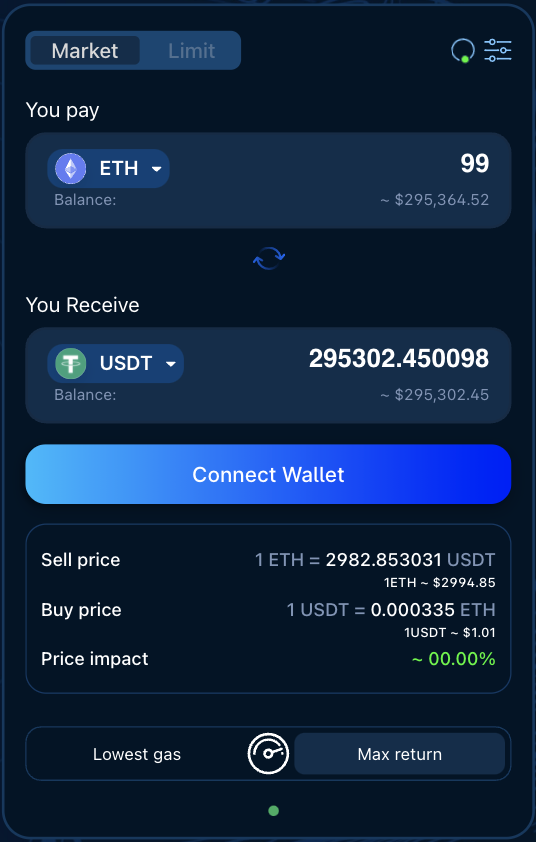 Market Limit
You pay
ETH 99
Balance: ~ $295,364.52
You Receive
USDT 295302.450098
Balance: ~ $295,302.45
Connect Wallet
Sell price 1 ETH = 2982.853031 USDT
1ETH ~ $2994.85
Buy price 1 USDT = 0.000335 ETH
1USDT ~ $1.01
Price impact ~ 00.00%
Lowest gas Max return